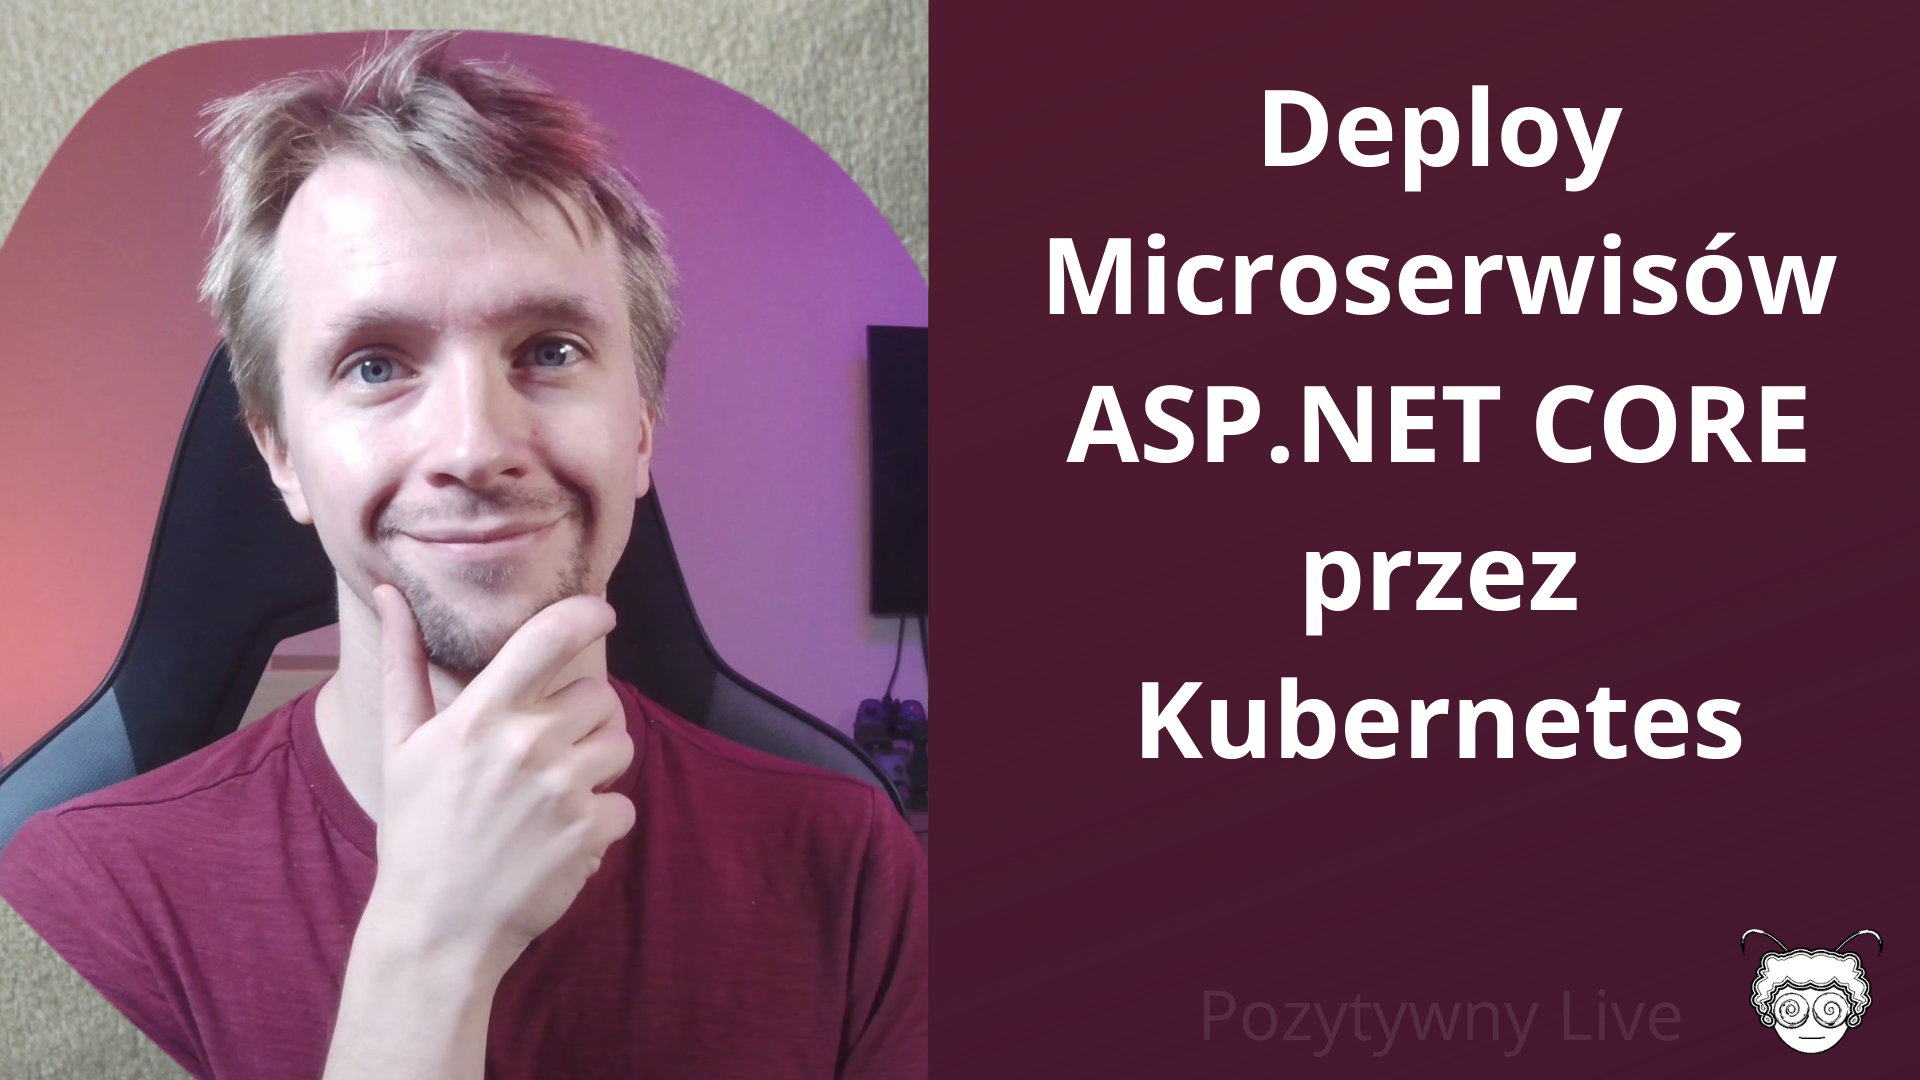 Deploy
Microserwisów
ASP.NET CORE
przez
Kubernetes
Pozytywny Live